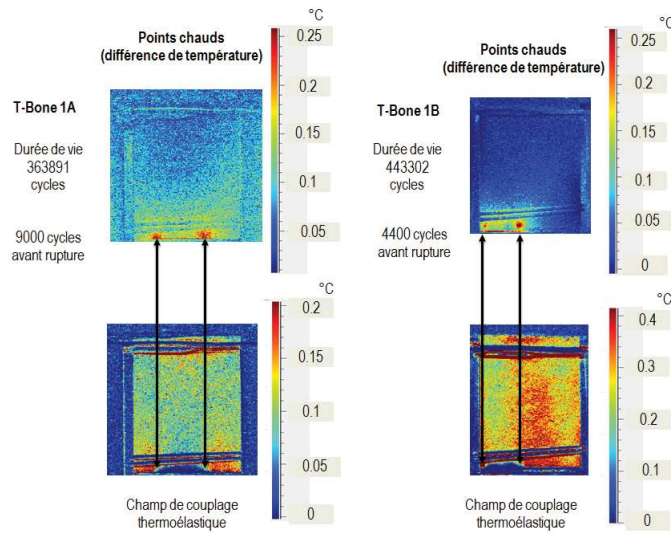 °C
Points chauds
(différence de température)
0.25
0.2
T-Bone 1A
0.15
Durée de vie
363891
cycles
0.1
9000 cycles
avant rupture
0.05
0.2
0.15
0.1
0.05
0
Champ de couplage
thermoélastique
°C
Points chauds
(différence de température)
0.25
0.2
T-Bone 1B
0.15
Durée de vie
443302
cycles
0.1
0.05
4400 cycles
avant rupture
0
0.4
0.3
0.2
0.1
0
Champ de couplage
thermoélastique